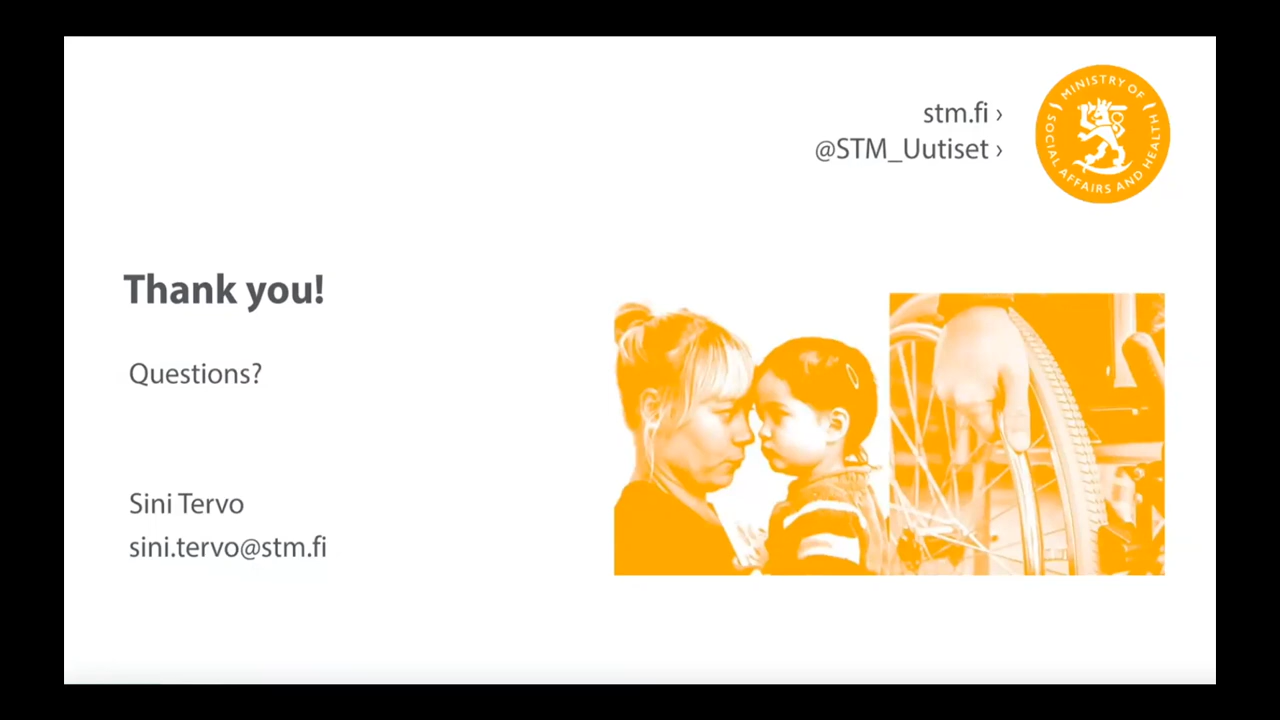 stm.fi ›
@STM_Uutiset ›
MINISTRY OF
SOCIAL AFFAIRS AND HEALTH
Thank you!
Questions?
Sini Tervo
sini.tervo@stm.fi